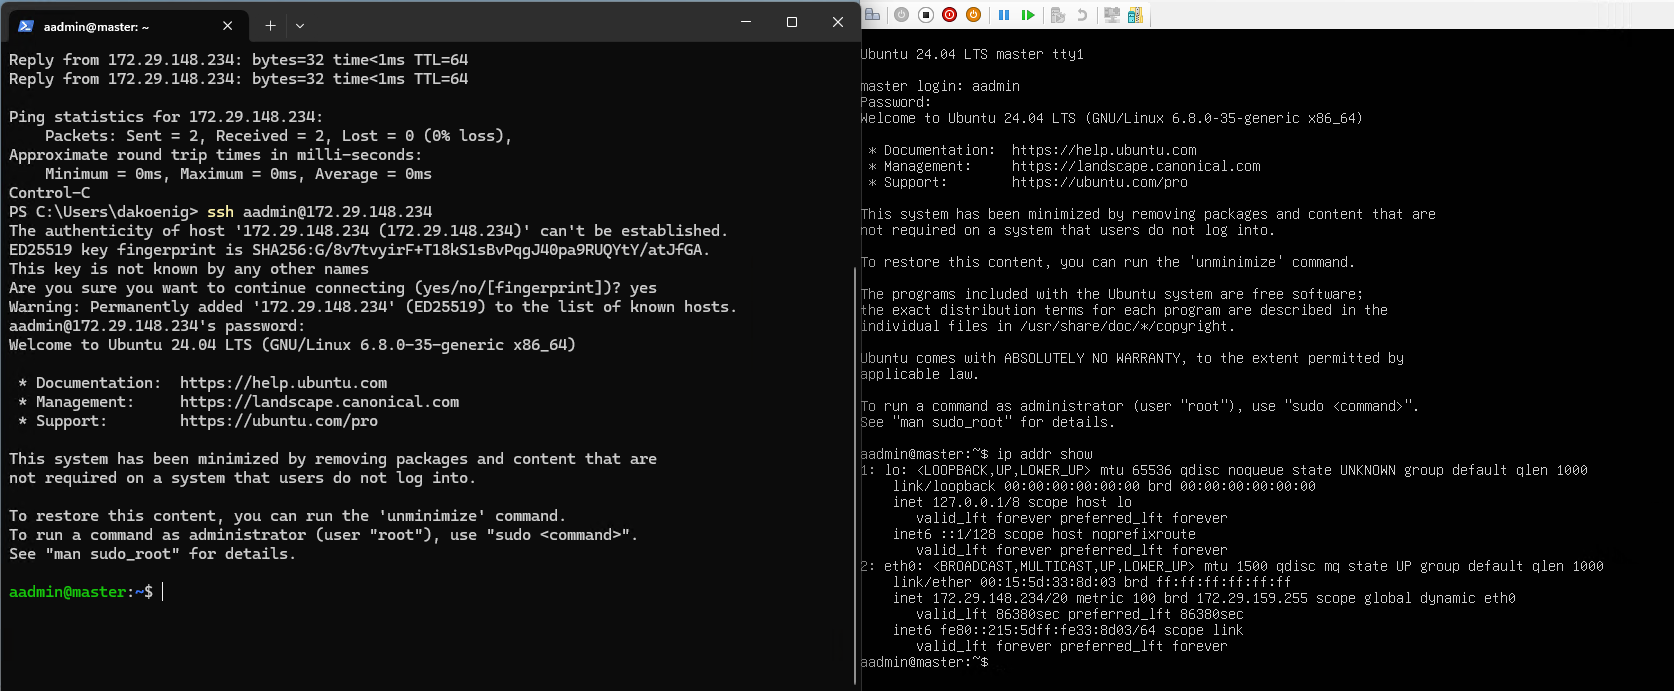 aadmin@master: ~
Reply from 172.29.148.234: bytes=32 time<1ms TTL=64
Reply from 172.29.148.234: bytes=32 time<1ms TTL=64
Ping statistics for 172.29.148.234:
    Packets: Sent = 2, Received = 2, Lost = 0 (0% loss),
Approximate round trip times in milli-seconds:
    Minimum = 0ms, Maximum = 0ms, Average = 0ms
Control-C
PS C:\Users\dakoenig> ssh aadmin@172.29.148.234
The authenticity of host '172.29.148.234 (172.29.148.234)' can't be established.
ED25519 key fingerprint is SHA256:G/8v7tvyirF+T18kS1sBvPqgJ40pa9RUQYtY/atJfGA.
This key is not known by any other names
Are you sure you want to continue connecting (yes/no/[fingerprint])? yes
Warning: Permanently added '172.29.148.234' (ED25519) to the list of known hosts.
aadmin@172.29.148.234's password:
Welcome to Ubuntu 24.04 LTS (GNU/Linux 6.8.0-35-generic x86_64)
 * Documentation:  https://help.ubuntu.com
 * Management:     https://landscape.canonical.com
 * Support:        https://ubuntu.com/pro
This system has been minimized by removing packages and content that are
not required on a system that users do not log into.
To restore this content, you can run the 'unminimize' command.
To run a command as administrator (user "root"), use "sudo <command>".
See "man sudo_root" for details.
aadmin@master:~$
Ubuntu 24.04 LTS master tty1
master login: aadmin
Password:
Welcome to Ubuntu 24.04 LTS (GNU/Linux 6.8.0-35-generic x86_64)
 * Documentation:  https://help.ubuntu.com
 * Management:     https://landscape.canonical.com
 * Support:        https://ubuntu.com/pro
This system has been minimized by removing packages and content that are
not required on a system that users do not log into.
To restore this content, you can run the 'unminimize' command.
The programs included with the Ubuntu system are free software;
the exact distribution terms for each program are described in the
individual files in /usr/share/doc/*/copyright.
Ubuntu comes with ABSOLUTELY NO WARRANTY, to the extent permitted by
applicable law.
To run a command as administrator (user "root"), use "sudo <command>".
See "man sudo_root" for details.
aadmin@master:~$ ip addr show
1: lo: <LOOPBACK,UP,LOWER_UP> mtu 65536 qdisc noqueue state UNKNOWN group default qlen 1000
    link/loopback 00:00:00:00:00:00 brd 00:00:00:00:00:00
    inet 127.0.0.1/8 scope host lo
       valid_lft forever preferred_lft forever
    inet6 ::1/128 scope host noprefixroute
       valid_lft forever preferred_lft forever
2: eth0: <BROADCAST,MULTICAST,UP,LOWER_UP> mtu 1500 qdisc mq state UP group default qlen 1000
    link/ether 00:15:5d:33:8d:03 brd ff:ff:ff:ff:ff:ff
    inet 172.29.148.234/20 metric 100 brd 172.29.159.255 scope global dynamic eth0
       valid_lft 86380sec preferred_lft 86380sec
    inet6 fe80::215:5dff:fe33:8d03/64 scope link
       valid_lft forever preferred_lft forever
aadmin@master:~$